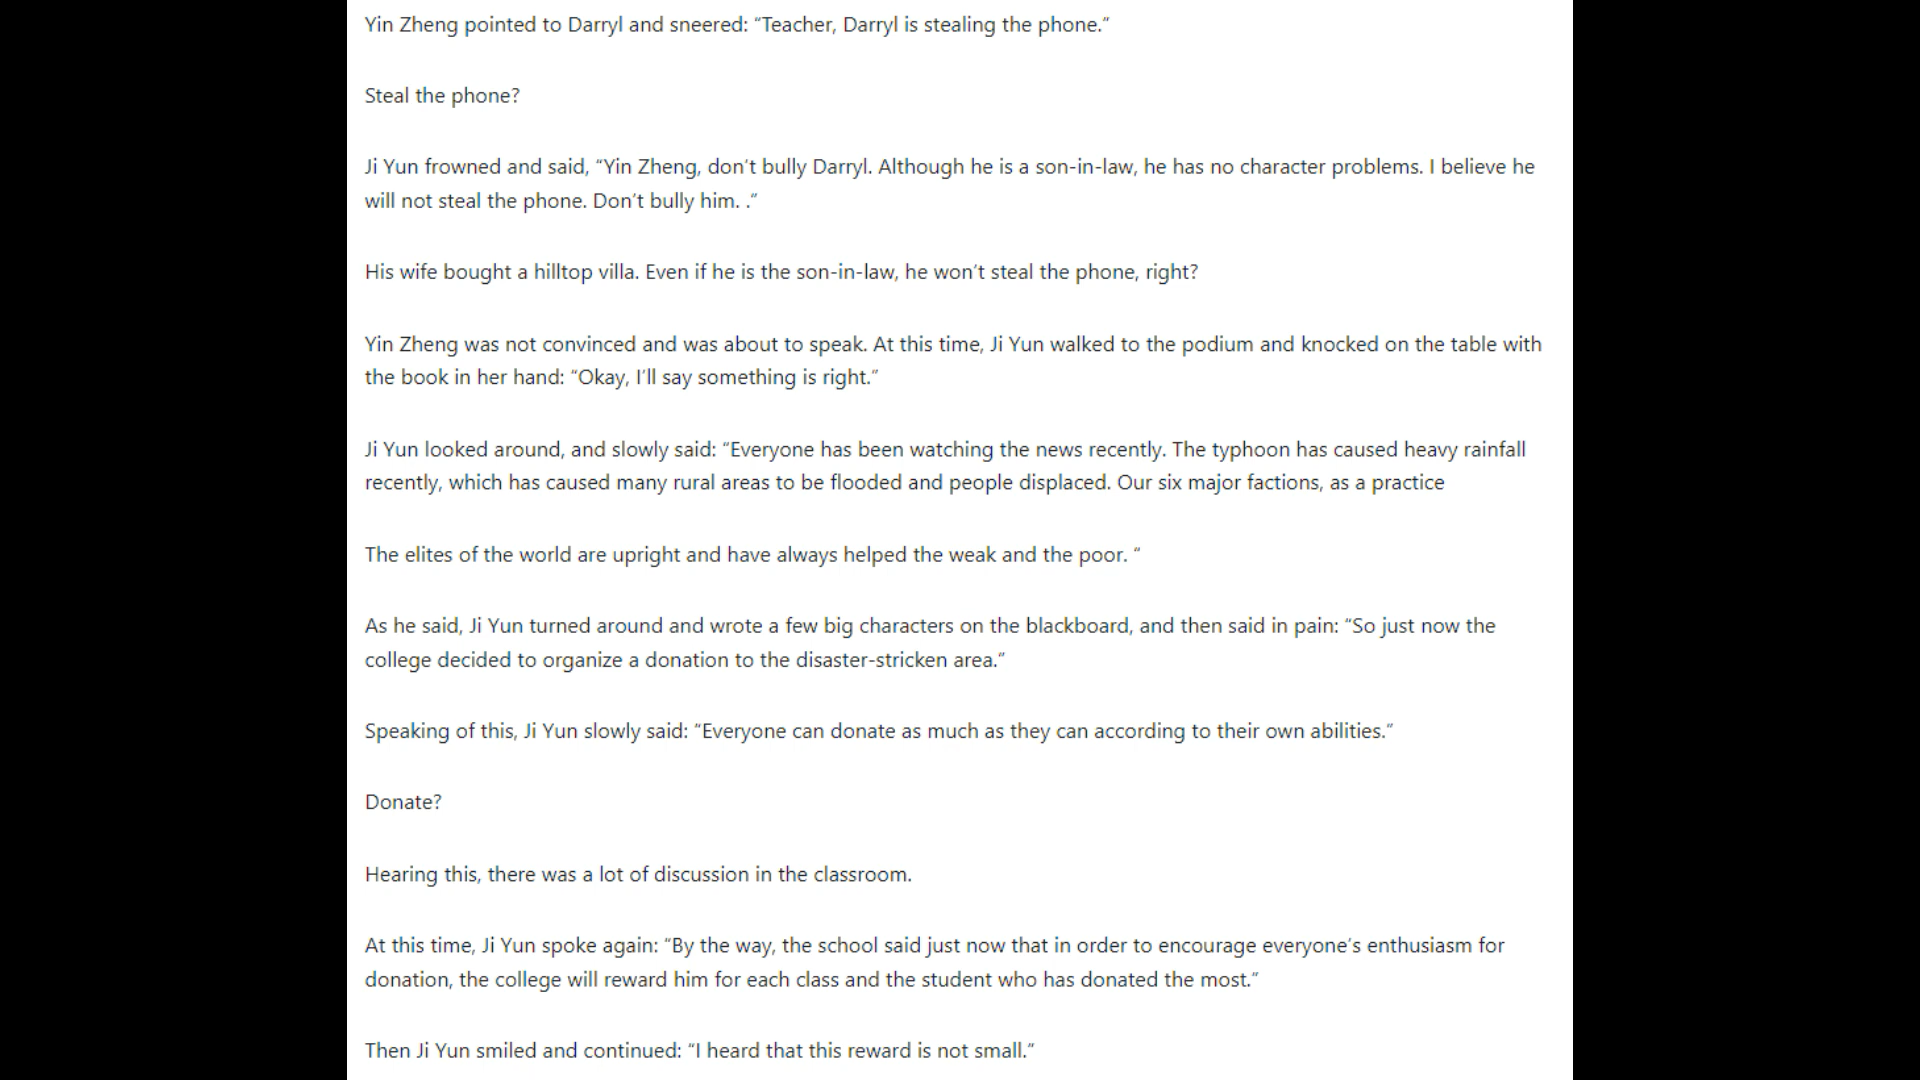 Yin Zheng pointed to Darryl and sneered: “Teacher, Darryl is stealing the phone.”
Steal the phone?
Ji Yun frowned and said, “Yin Zheng, don’t bully Darryl. Although he is a son-in-law, he has no character problems. I believe he
will not steal the phone. Don’t bully him. .”
His wife bought a hilltop villa. Even if he is the son-in-law, he won’t steal the phone, right?
Yin Zheng was not convinced and was about to speak. At this time, Ji Yun walked to the podium and knocked on the table with
the book in her hand: “Okay, I’ll say something is right.”
Ji Yun looked around, and slowly said: “Everyone has been watching the news recently. The typhoon has caused heavy rainfall
recently, which has caused many rural areas to be flooded and people displaced. Our six major factions, as a practice
The elites of the world are upright and have always helped the weak and the poor. “
As he said, Ji Yun turned around and wrote a few big characters on the blackboard, and then said in pain: “So just now the
college decided to organize a donation to the disaster-stricken area.”
Speaking of this, Ji Yun slowly said: “Everyone can donate as much as they can according to their own abilities.”
Donate?
Hearing this, there was a lot of discussion in the classroom.
At this time, Ji Yun spoke again: “By the way, the school said just now that in order to encourage everyone’s enthusiasm for
donation, the college will reward him for each class and the student who has donated the most.”
Then Ji Yun smiled and continued: “I heard that this reward is not small.”